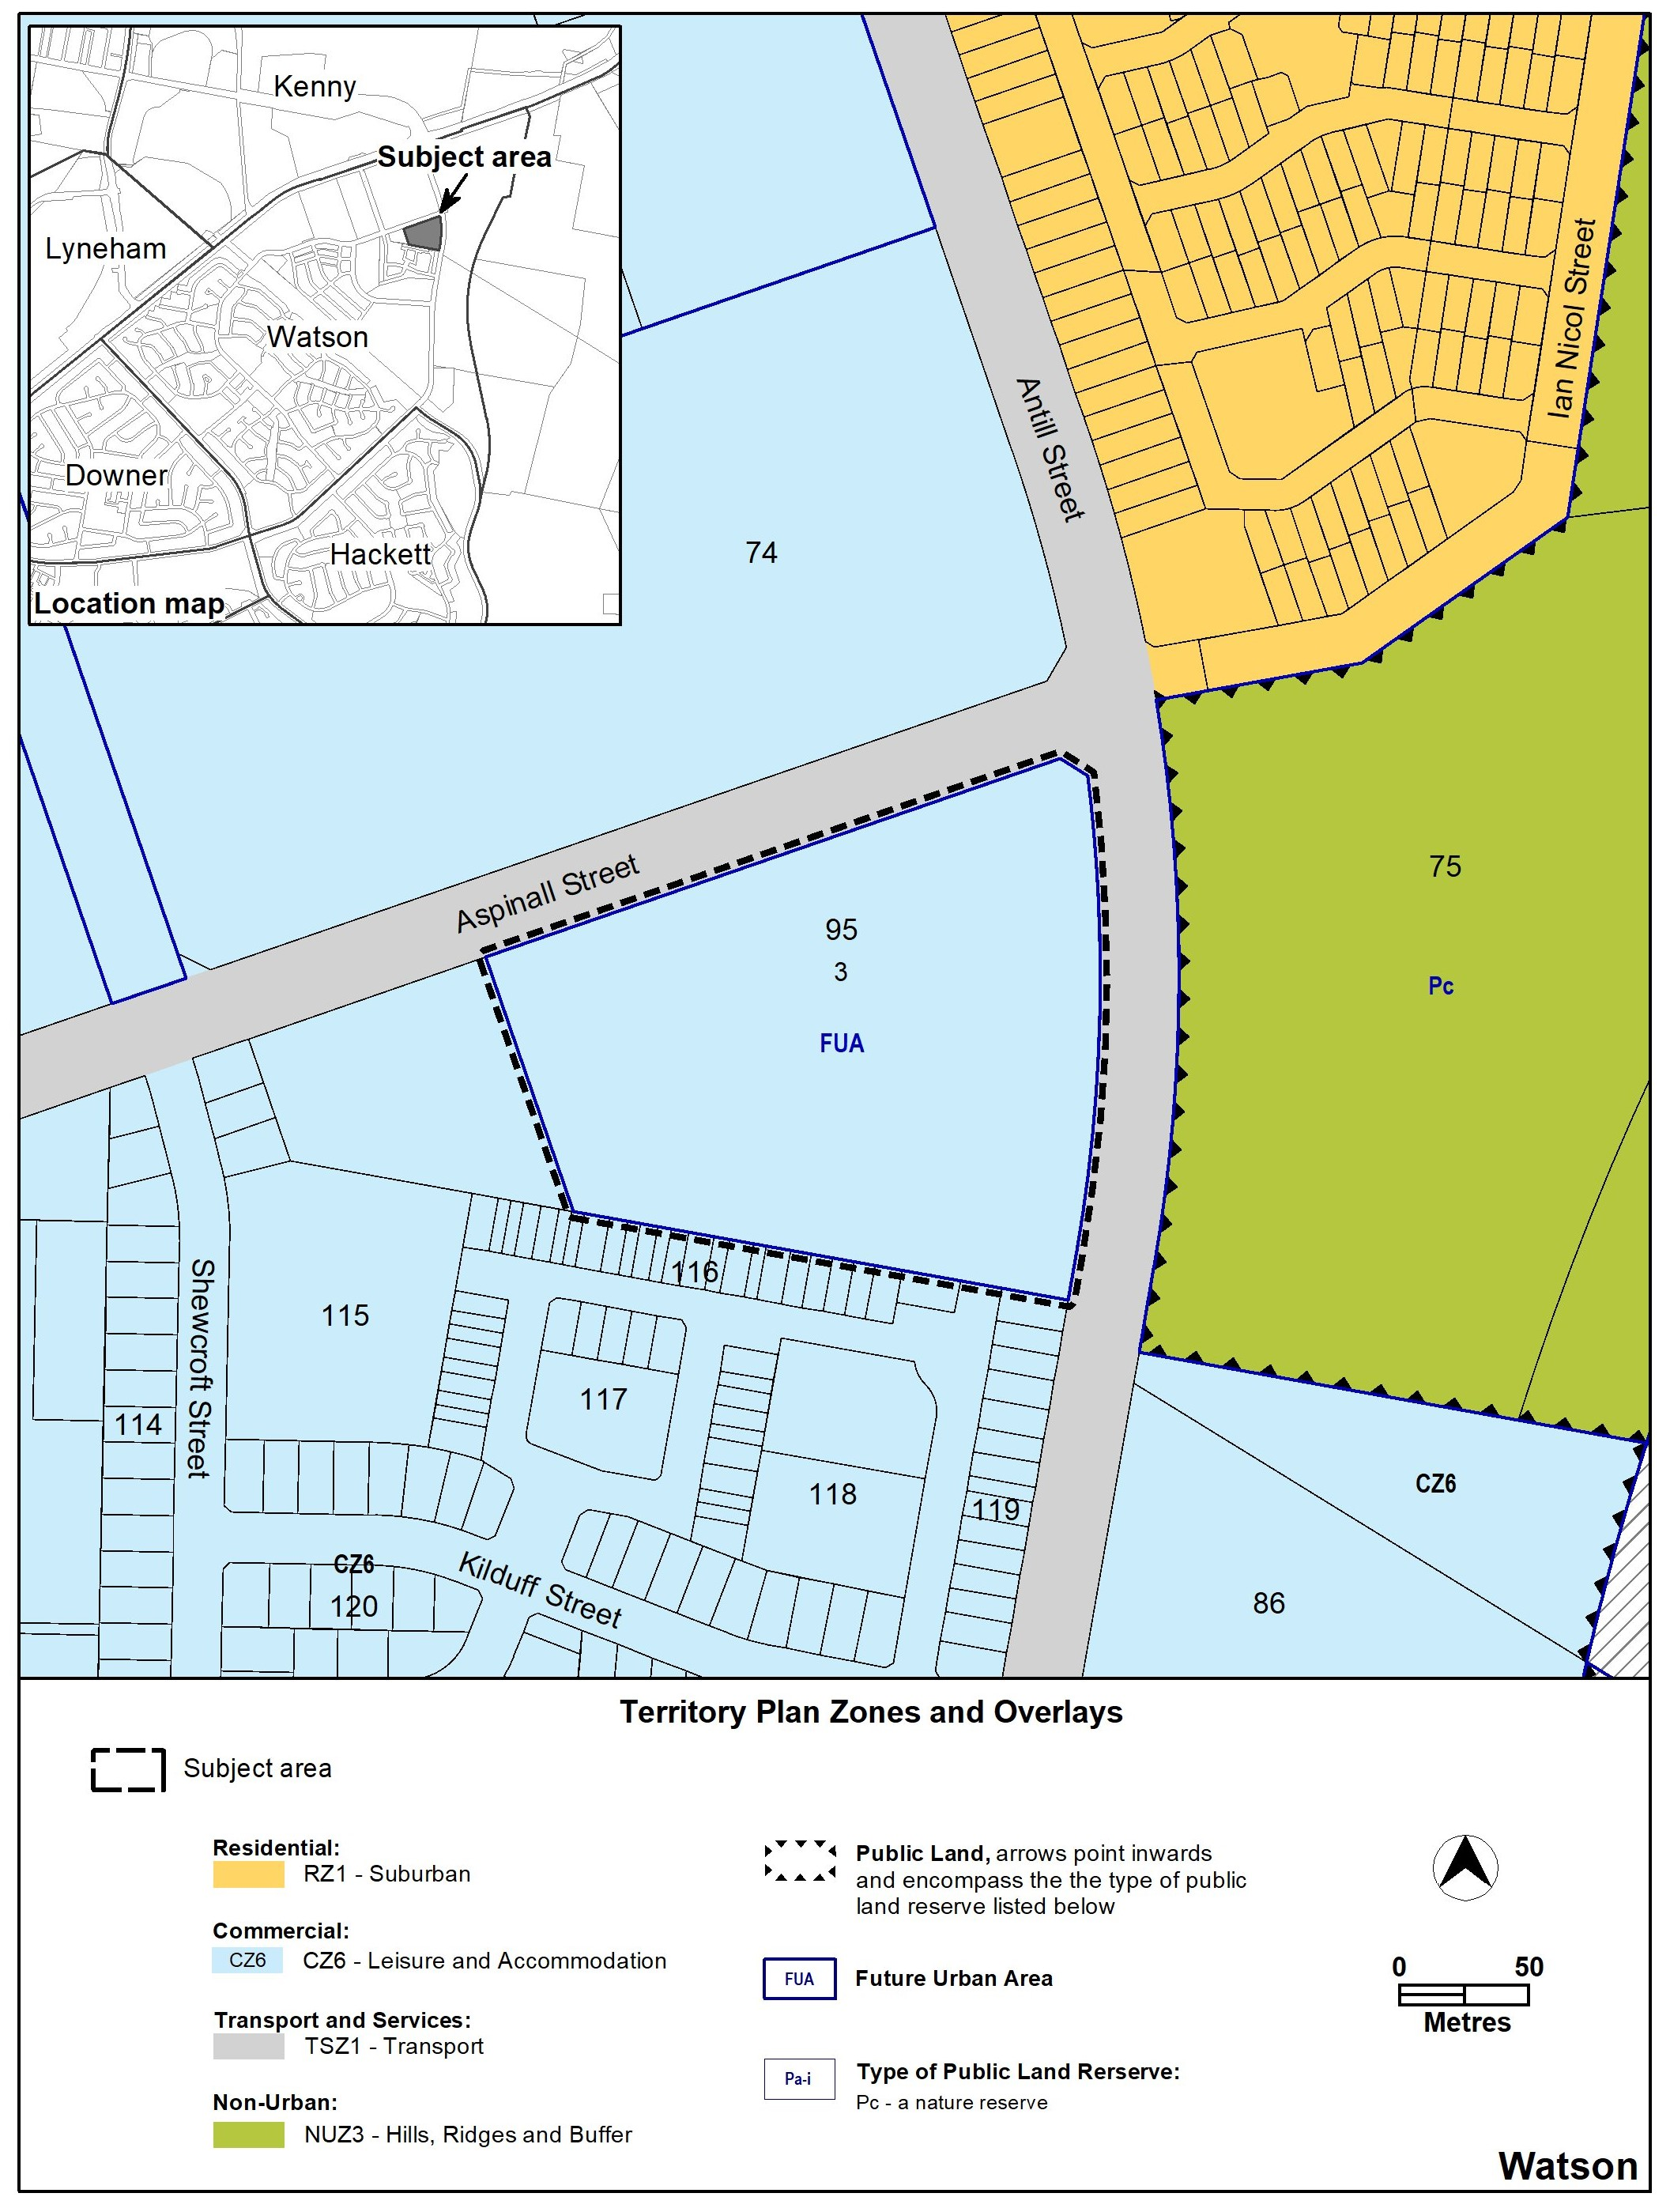 Kenny
Subject area
Lyneham
Watson
Downer
Hackett
Location map
Ian Nicol Street
Antill Street
74
75
Pc
Aspinall Street
95
3
FUA
116
115
Shewcroft Street
117
114
118
119
CZ6
CZ6
120
Kilduff Street
86
Territory Plan Zones and Overlays
Subject area
Residential:
RZ1 - Suburban
Commercial:
CZ6
CZ6 - Leisure and Accommodation
Transport and Services:
TSZ1 - Transport
Non-Urban:
NUZ3 - Hills, Ridges and Buffer
Public Land, arrows point inwards
and encompass the the type of public
land reserve listed below
FUA
Future Urban Area
Pa-i
Type of Public Land Rerserve:
Pc - a nature reserve
0 50
Metres
Watson